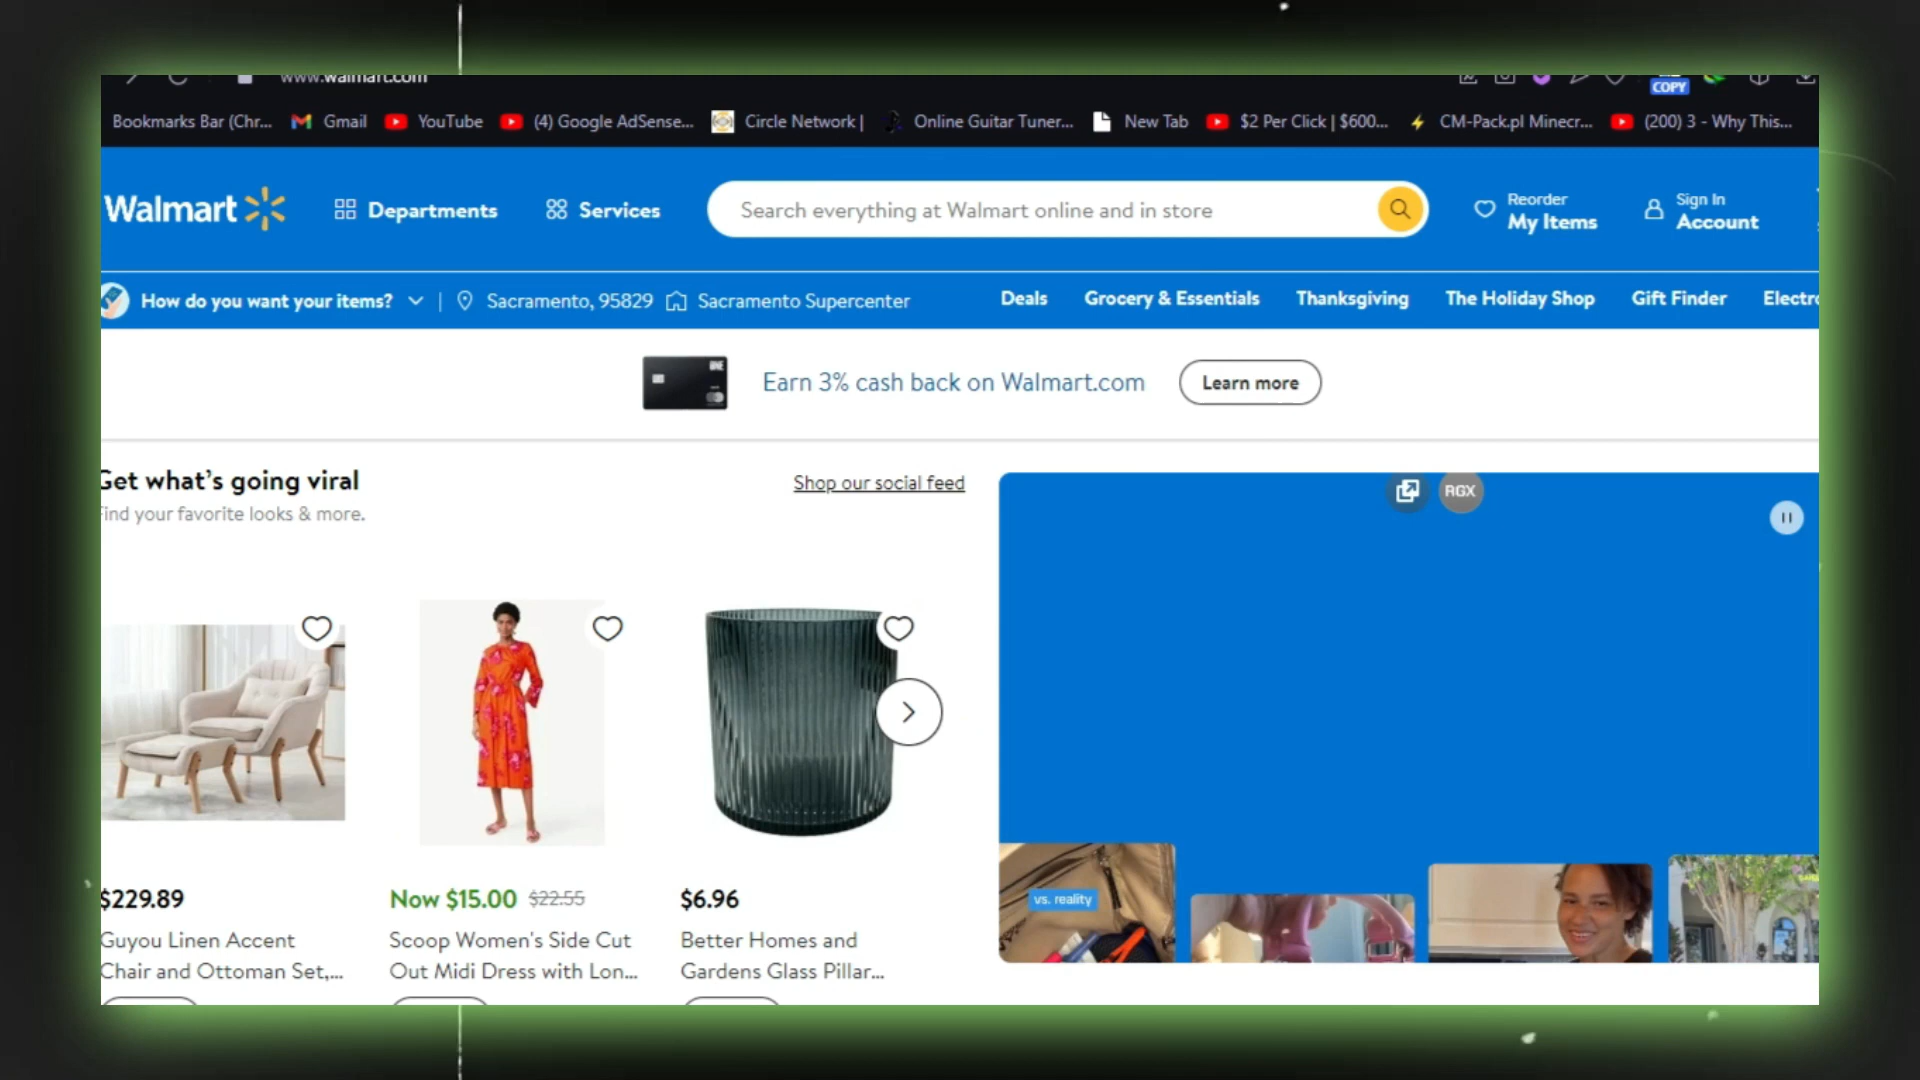 www.walmart.com
COPY
Bookmarks Bar (Chr... Gmail YouTube (4) Google AdSense... Circle Network | Online Guitar Tuner... New Tab $2 Per Click | $600... CM-Pack.pl Minecr... (200) 3 - Why This...
Walmart Departments Services Search everything at Walmart online and in store
Reorder
My Items
Sign In
Account
How do you want your items? | Sacramento, 95829 Sacramento Supercenter
Deals Grocery & Essentials Thanksgiving The Holiday Shop Gift Finder Electro
ONE
Earn 3% cash back on Walmart.com Learn more
Get what's going viral Shop our social feed
Find your favorite looks & more.
RGX
vs. reality
$229.89
Guyou Linen Accent
Chair and Ottoman Set,...
Now $15.00 $22.55
Scoop Women's Side Cut
Out Midi Dress with Lon...
$6.96
Better Homes and
Gardens Glass Pillar...